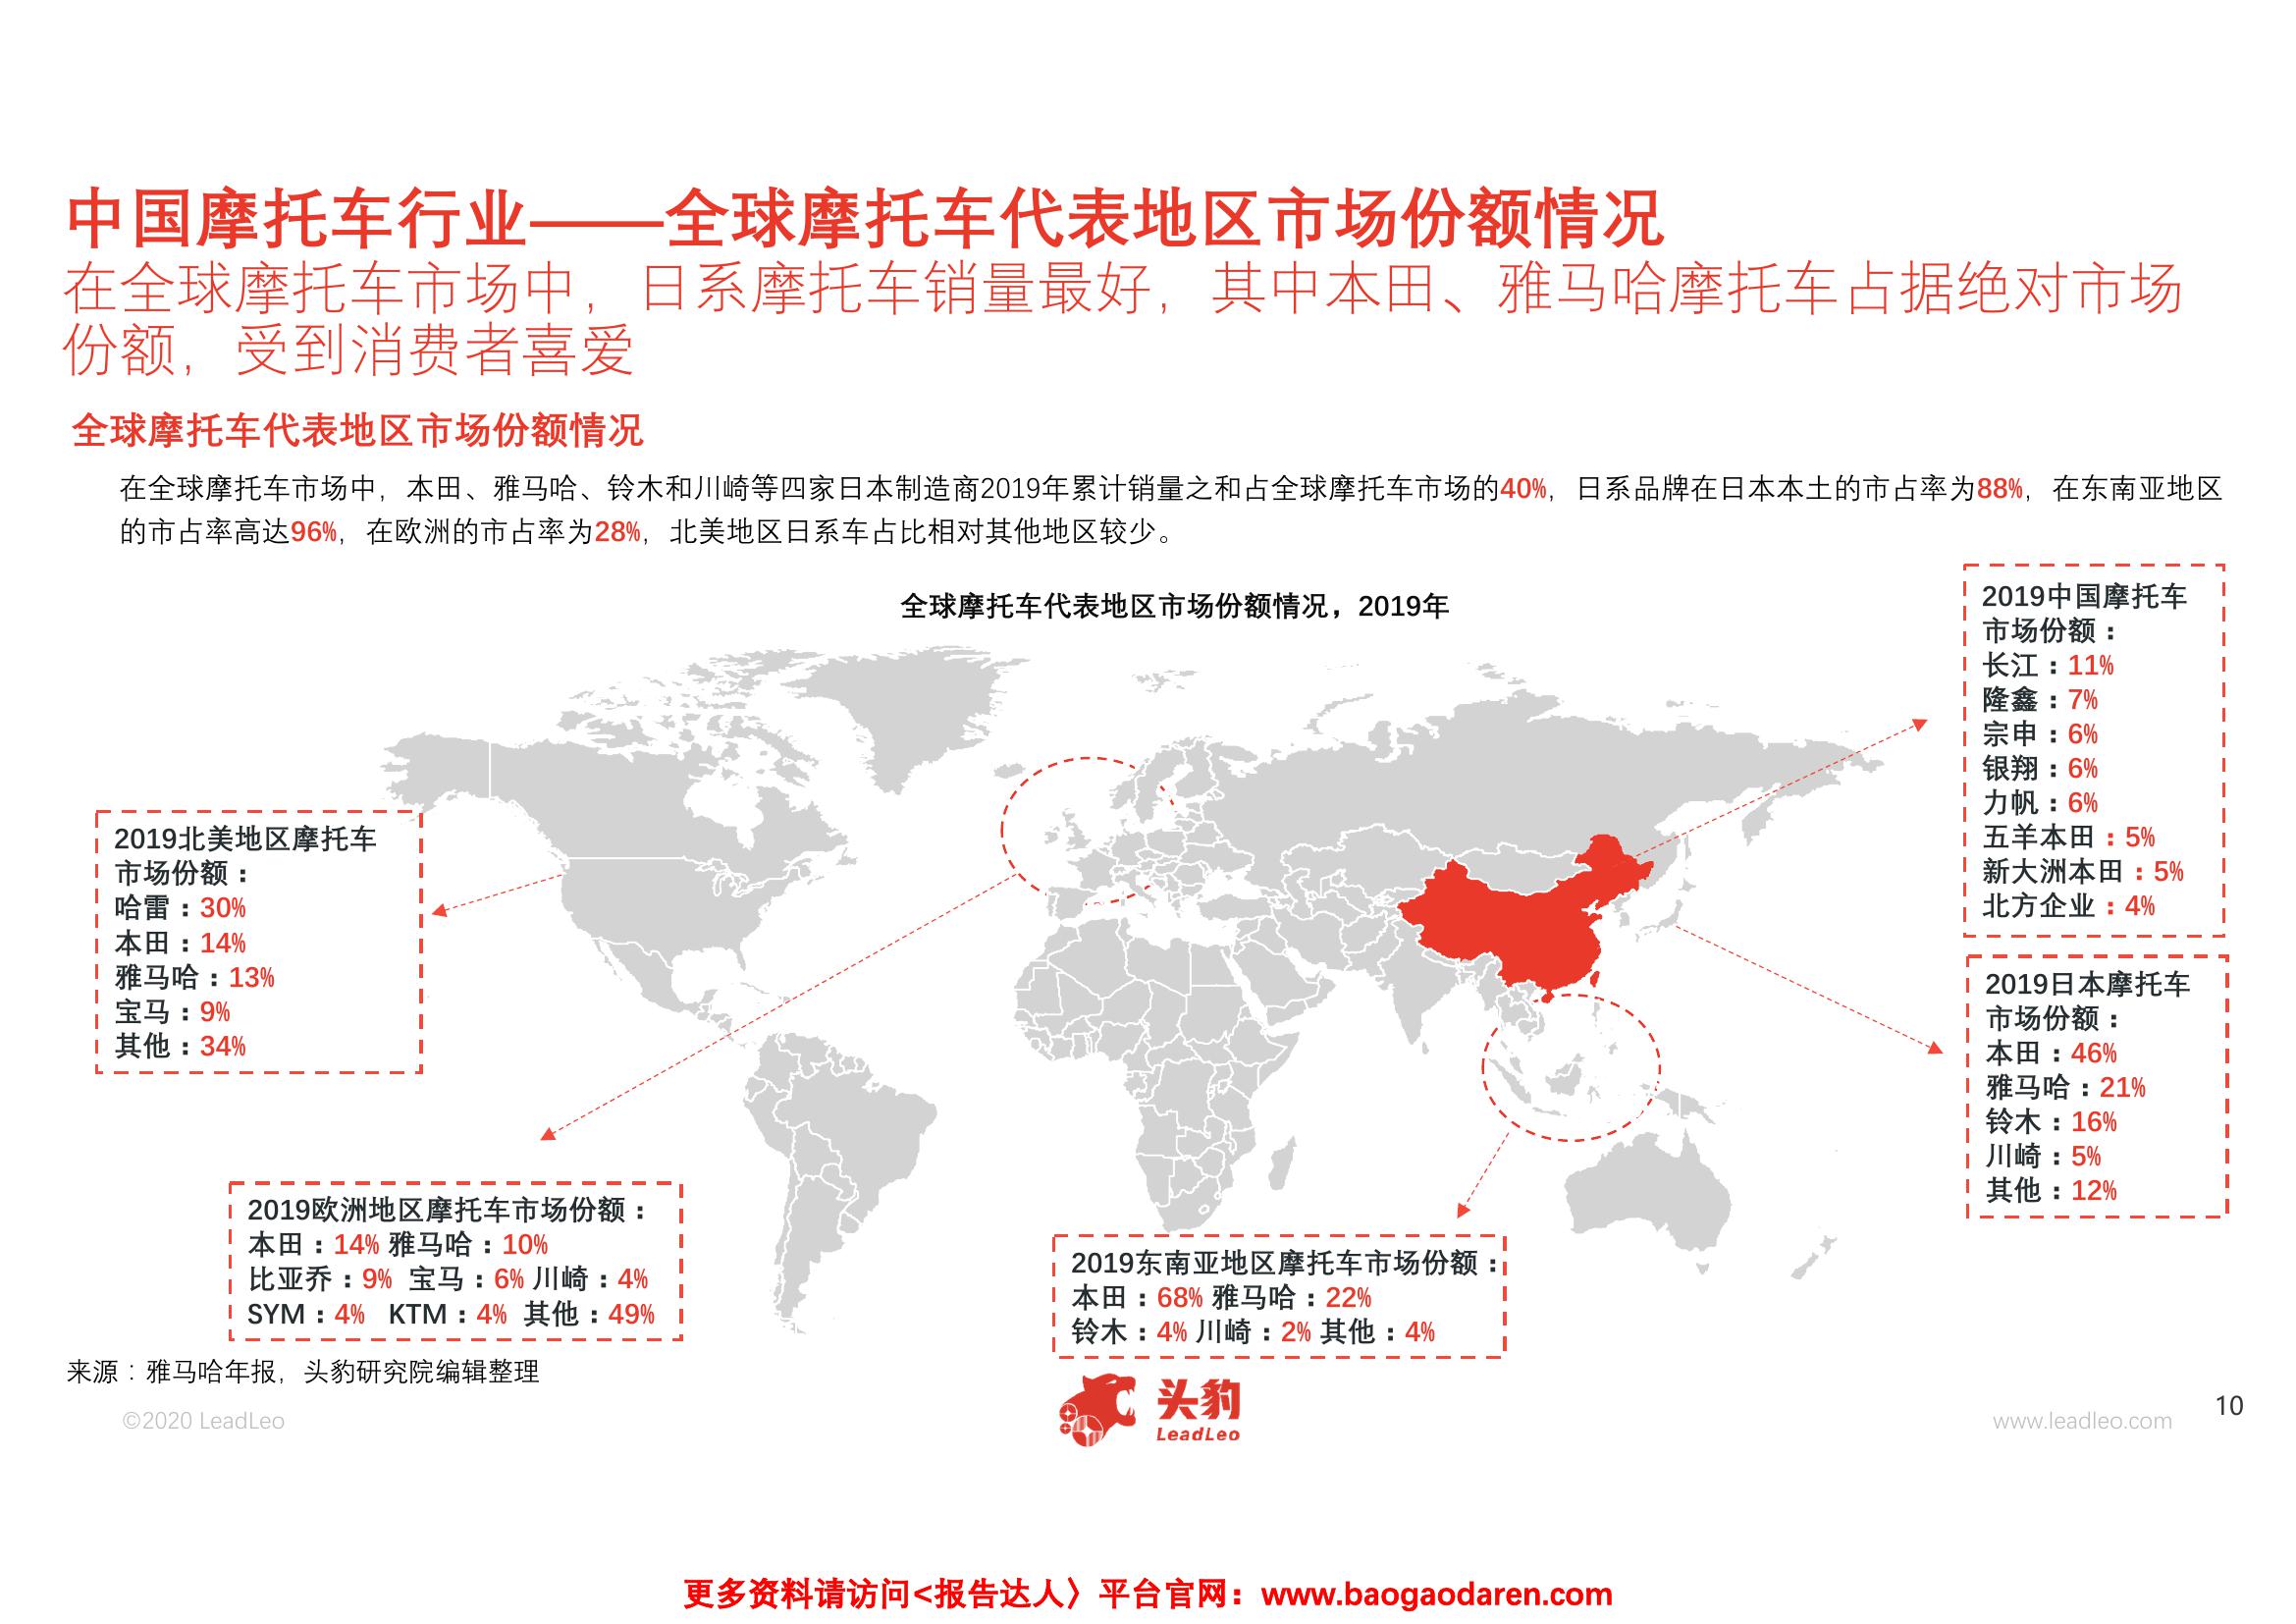 中国摩托车行业——全球摩托车代表地区市场份额情况
在全球摩托车市场中，日系摩托车销量最好，其中本田、雅马哈摩托车占据绝对市场
份额，受到消费者喜爱
全球摩托车代表地区市场份额情况
在全球摩托车市场中，本田、雅马哈、铃木和川崎等四家日本制造商2019年累计销量之和占全球摩托车市场的40%，日系品牌在日本本土的市占率为88%，在东南亚地区
的市占率高达96%，在欧洲的市占率为28%，北美地区日系车占比相对其他地区较少。
全球摩托车代表地区市场份额情况，2019年
2019中国摩托车
市场份额：
长江：11%
隆鑫：7%
宗申：6%
银翔：6%
力帆：6%
五羊本田：5%
新大洲本田：5%
北方企业：4%
2019北美地区摩托车
市场份额：
哈雷：30%
本田：14%
雅马哈：13%
宝马：9%
其他：34%
2019日本摩托车
市场份额：
本田：46%
雅马哈：21%
铃木：16%
川崎：5%
其他：12%
2019欧洲地区摩托车市场份额：
本田：14% 雅马哈：10%
比亚乔：9% 宝马：6% 川崎：4%
SYM：4% KTM：4% 其他：49%
2019东南亚地区摩托车市场份额：
本田：68% 雅马哈：22%
铃木：4% 川崎：2% 其他：4%
来源：雅马哈年报，头豹研究院编辑整理
©2020 LeadLeo
头豹
LeadLeo
www.leadleo.com
10
更多资料请访问<报告达人〉平台官网：www.baogaodaren.com